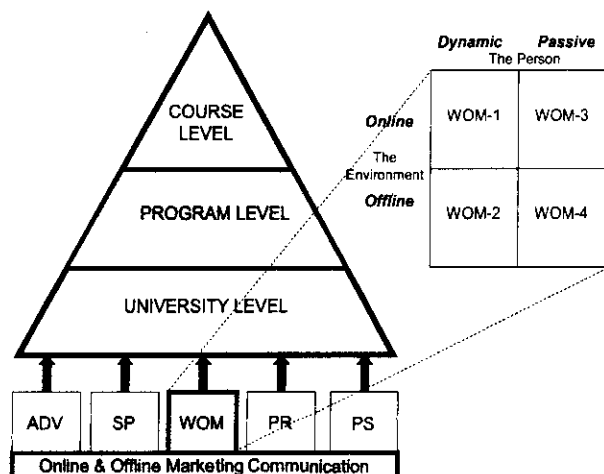 Dynamic Passive
The Person
COURSE
LEVEL
Online
WOM-1 WOM-3
The
Environment
PROGRAM LEVEL
Offline
WOM-2 WOM-4
UNIVERSITY LEVEL
ADV SP WOM PR PS
Online & Offline Marketing Communication